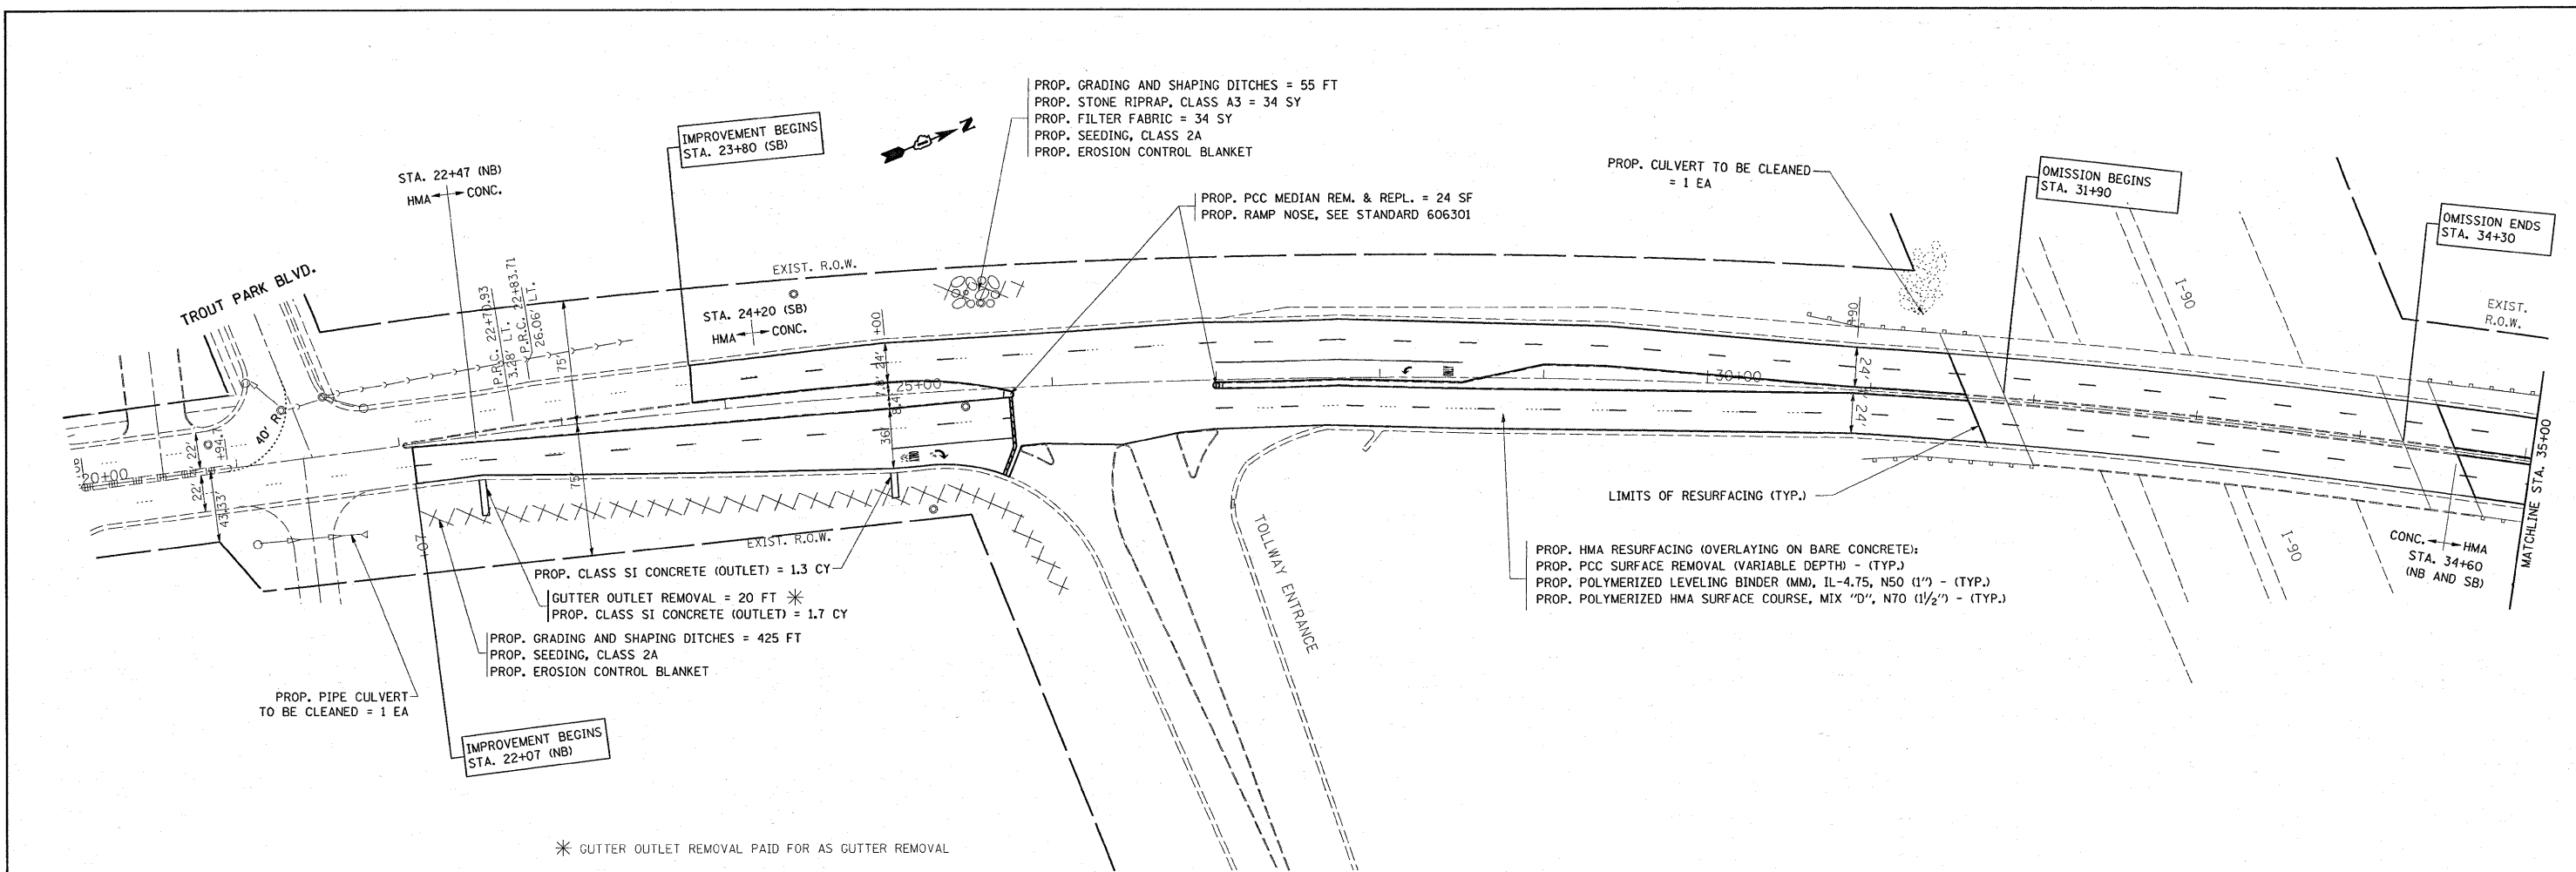 PROP. GRADING AND SHAPING DITCHES = 55 FT
PROP. STONE RIPRAP, CLASS A3 = 34 SY
PROP. FILTER FABRIC = 34 SY
PROP. SEEDING, CLASS 2A
PROP. EROSION CONTROL BLANKET
IMPROVEMENT BEGINS
STA. 23+80 (SB)
N
STA. 22+47 (NB)
HMA CONC.
PROP. CULVERT TO BE CLEANED
= 1 EA
OMISSION BEGINS
STA. 31+90
OMISSION ENDS
STA. 34+30
PROP. PCC MEDIAN REM. & REPL. = 24 SF
PROP. RAMP NOSE, SEE STANDARD 606301
TROUT PARK BLVD.
P.R.C. 22+70.93
3.28' LT.
P.R.C. 22+83.71
26.06' LT.
75'
EXIST. R.O.W.
STA. 24+20 (SB)
HMA CONC.
+00
24'
7.8'
8.4'
36'
25+00
+90
I-90
EXIST.
R.O.W.
30+00
24'
24'
40' R
+94.7
22'
22'
43.33'
20+00
75'
+07
EXIST. R.O.W.
TOLLWAY ENTRANCE
LIMITS OF RESURFACING (TYP.)
I-90
CONC. HMA
STA. 34+60
(NB AND SB)
MATCHLINE STA. 35+00
PROP. HMA RESURFACING (OVERLAYING ON BARE CONCRETE):
PROP. PCC SURFACE REMOVAL (VARIABLE DEPTH) - (TYP.)
PROP. POLYMERIZED LEVELING BINDER (MM), IL-4.75, N50 (1") - (TYP.)
PROP. POLYMERIZED HMA SURFACE COURSE, MIX "D", N70 (1½") - (TYP.)
PROP. CLASS SI CONCRETE (OUTLET) = 1.3 CY
GUTTER OUTLET REMOVAL = 20 FT *
PROP. CLASS SI CONCRETE (OUTLET) = 1.7 CY
PROP. GRADING AND SHAPING DITCHES = 425 FT
PROP. SEEDING, CLASS 2A
PROP. EROSION CONTROL BLANKET
PROP. PIPE CULVERT
TO BE CLEANED = 1 EA
IMPROVEMENT BEGINS
STA. 22+07 (NB)
* GUTTER OUTLET REMOVAL PAID FOR AS GUTTER REMOVAL